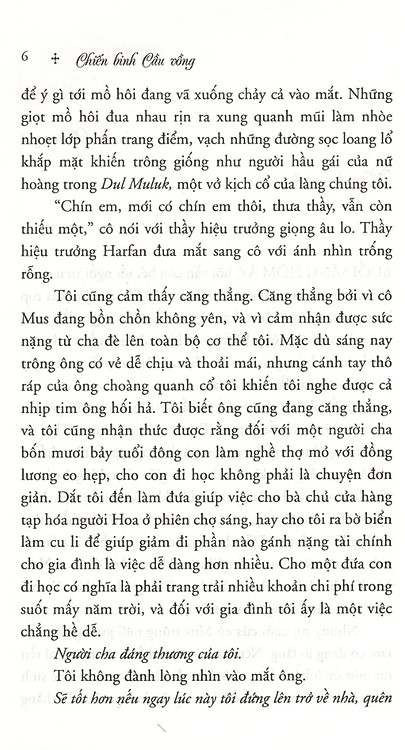 6 ✢ Chiến binh Cầu vồng
để ý gì tới mồ hôi đang vã xuống chảy cả vào mắt. Những
giọt mồ hôi đua nhau rịn ra xung quanh mũi làm nhòe
nhoẹt lớp phấn trang điểm, vạch những đường sọc loang lổ
khắp mặt khiến trông giống như người hầu gái của nữ
hoàng trong Dul Muluk, một vở kịch cổ của làng chúng tôi.
“Chín em, mới có chín em thôi, thưa thầy, vẫn còn
thiếu một,” cô nói với thầy hiệu trưởng giọng âu lo. Thầy
hiệu trưởng Harfan đưa mắt sang cô với ánh nhìn trống
rỗng.
Tôi cũng cảm thấy căng thẳng. Căng thẳng bởi vì cô
Mus đang bồn chồn không yên, và vì cảm nhận được sức
nặng từ cha đè lên toàn bộ cơ thể tôi. Mặc dù sáng nay
trông ông có vẻ dễ chịu và thoải mái, nhưng cánh tay thô
ráp của ông choàng quanh cổ tôi khiến tôi nghe được cả
nhịp tim ông hối hả. Tôi biết ông cũng đang căng thẳng,
và tôi cũng nhận thức được rằng đối với một người cha
bốn mươi bảy tuổi đông con làm nghề thợ mỏ với đồng
lương eo hẹp, cho con đi học không phải là chuyện đơn
giản. Dắt tôi đến làm đứa giúp việc cho bà chủ cửa hàng
tạp hóa người Hoa ở phiên chợ sáng, hay cho tôi ra bờ biển
làm cu li để giúp giảm đi phần nào gánh nặng tài chính
cho gia đình là việc dễ dàng hơn nhiều. Cho một đứa con
đi học có nghĩa là phải trang trải nhiều khoản chi phí trong
suốt mấy năm trời, và đối với gia đình tôi ấy là một việc
chẳng hề dễ.
Người cha đáng thương của tôi.
Tôi không đành lòng nhìn vào mắt ông.
Sẽ tốt hơn nếu ngay lúc này tôi đứng lên trở về nhà, quên